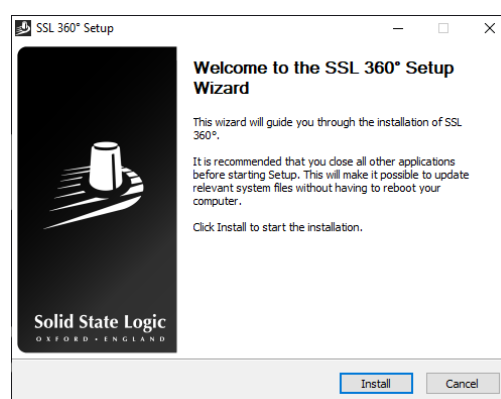 SSL 360° Setup
Welcome to the SSL 360° Setup
Wizard
This wizard will guide you through the installation of SSL
360°.
It is recommended that you close all other applications
before starting Setup. This will make it possible to update
relevant system files without having to reboot your
computer.
Click Install to start the installation.
Solid State Logic
OXFORD • ENGLAND
Install
Cancel